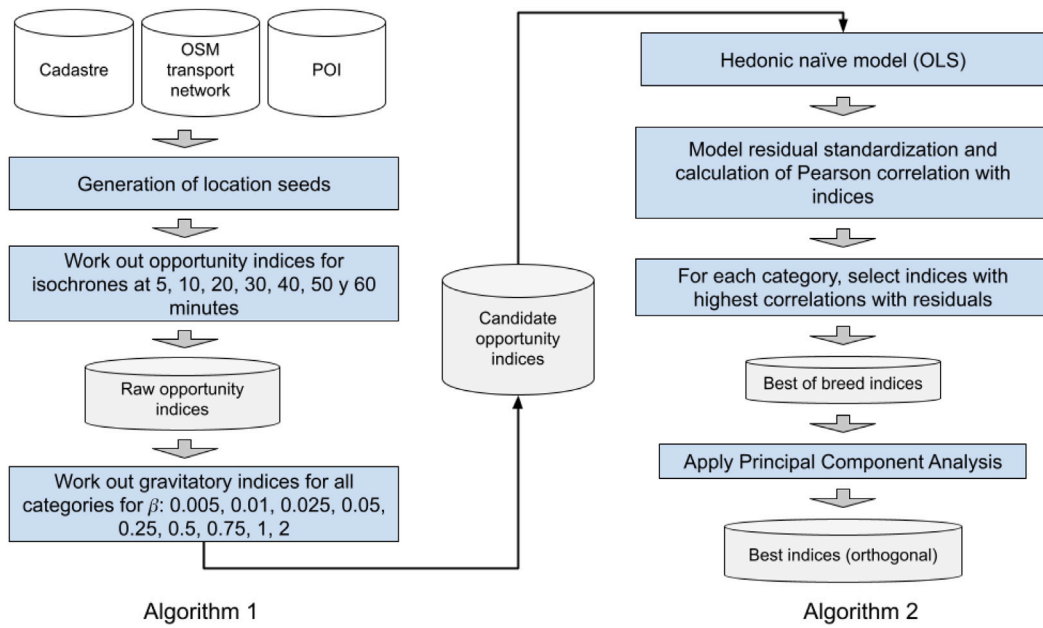 Cadastre
OSM
transport
network
POI
Generation of location seeds
Work out opportunity indices for
isochrones at 5, 10, 20, 30, 40, 50 y 60
minutes
Raw opportunity
indices
Work out gravitatory indices for all
categories for β: 0.005, 0.01, 0.025, 0.05,
0.25, 0.5, 0.75, 1, 2
Algorithm 1
Candidate
opportunity
indices
Hedonic naïve model (OLS)
Model residual standardization and
calculation of Pearson correlation with
indices
For each category, select indices with
highest correlations with residuals
Best of breed indices
Apply Principal Component Analysis
Best indices (orthogonal)
Algorithm 2